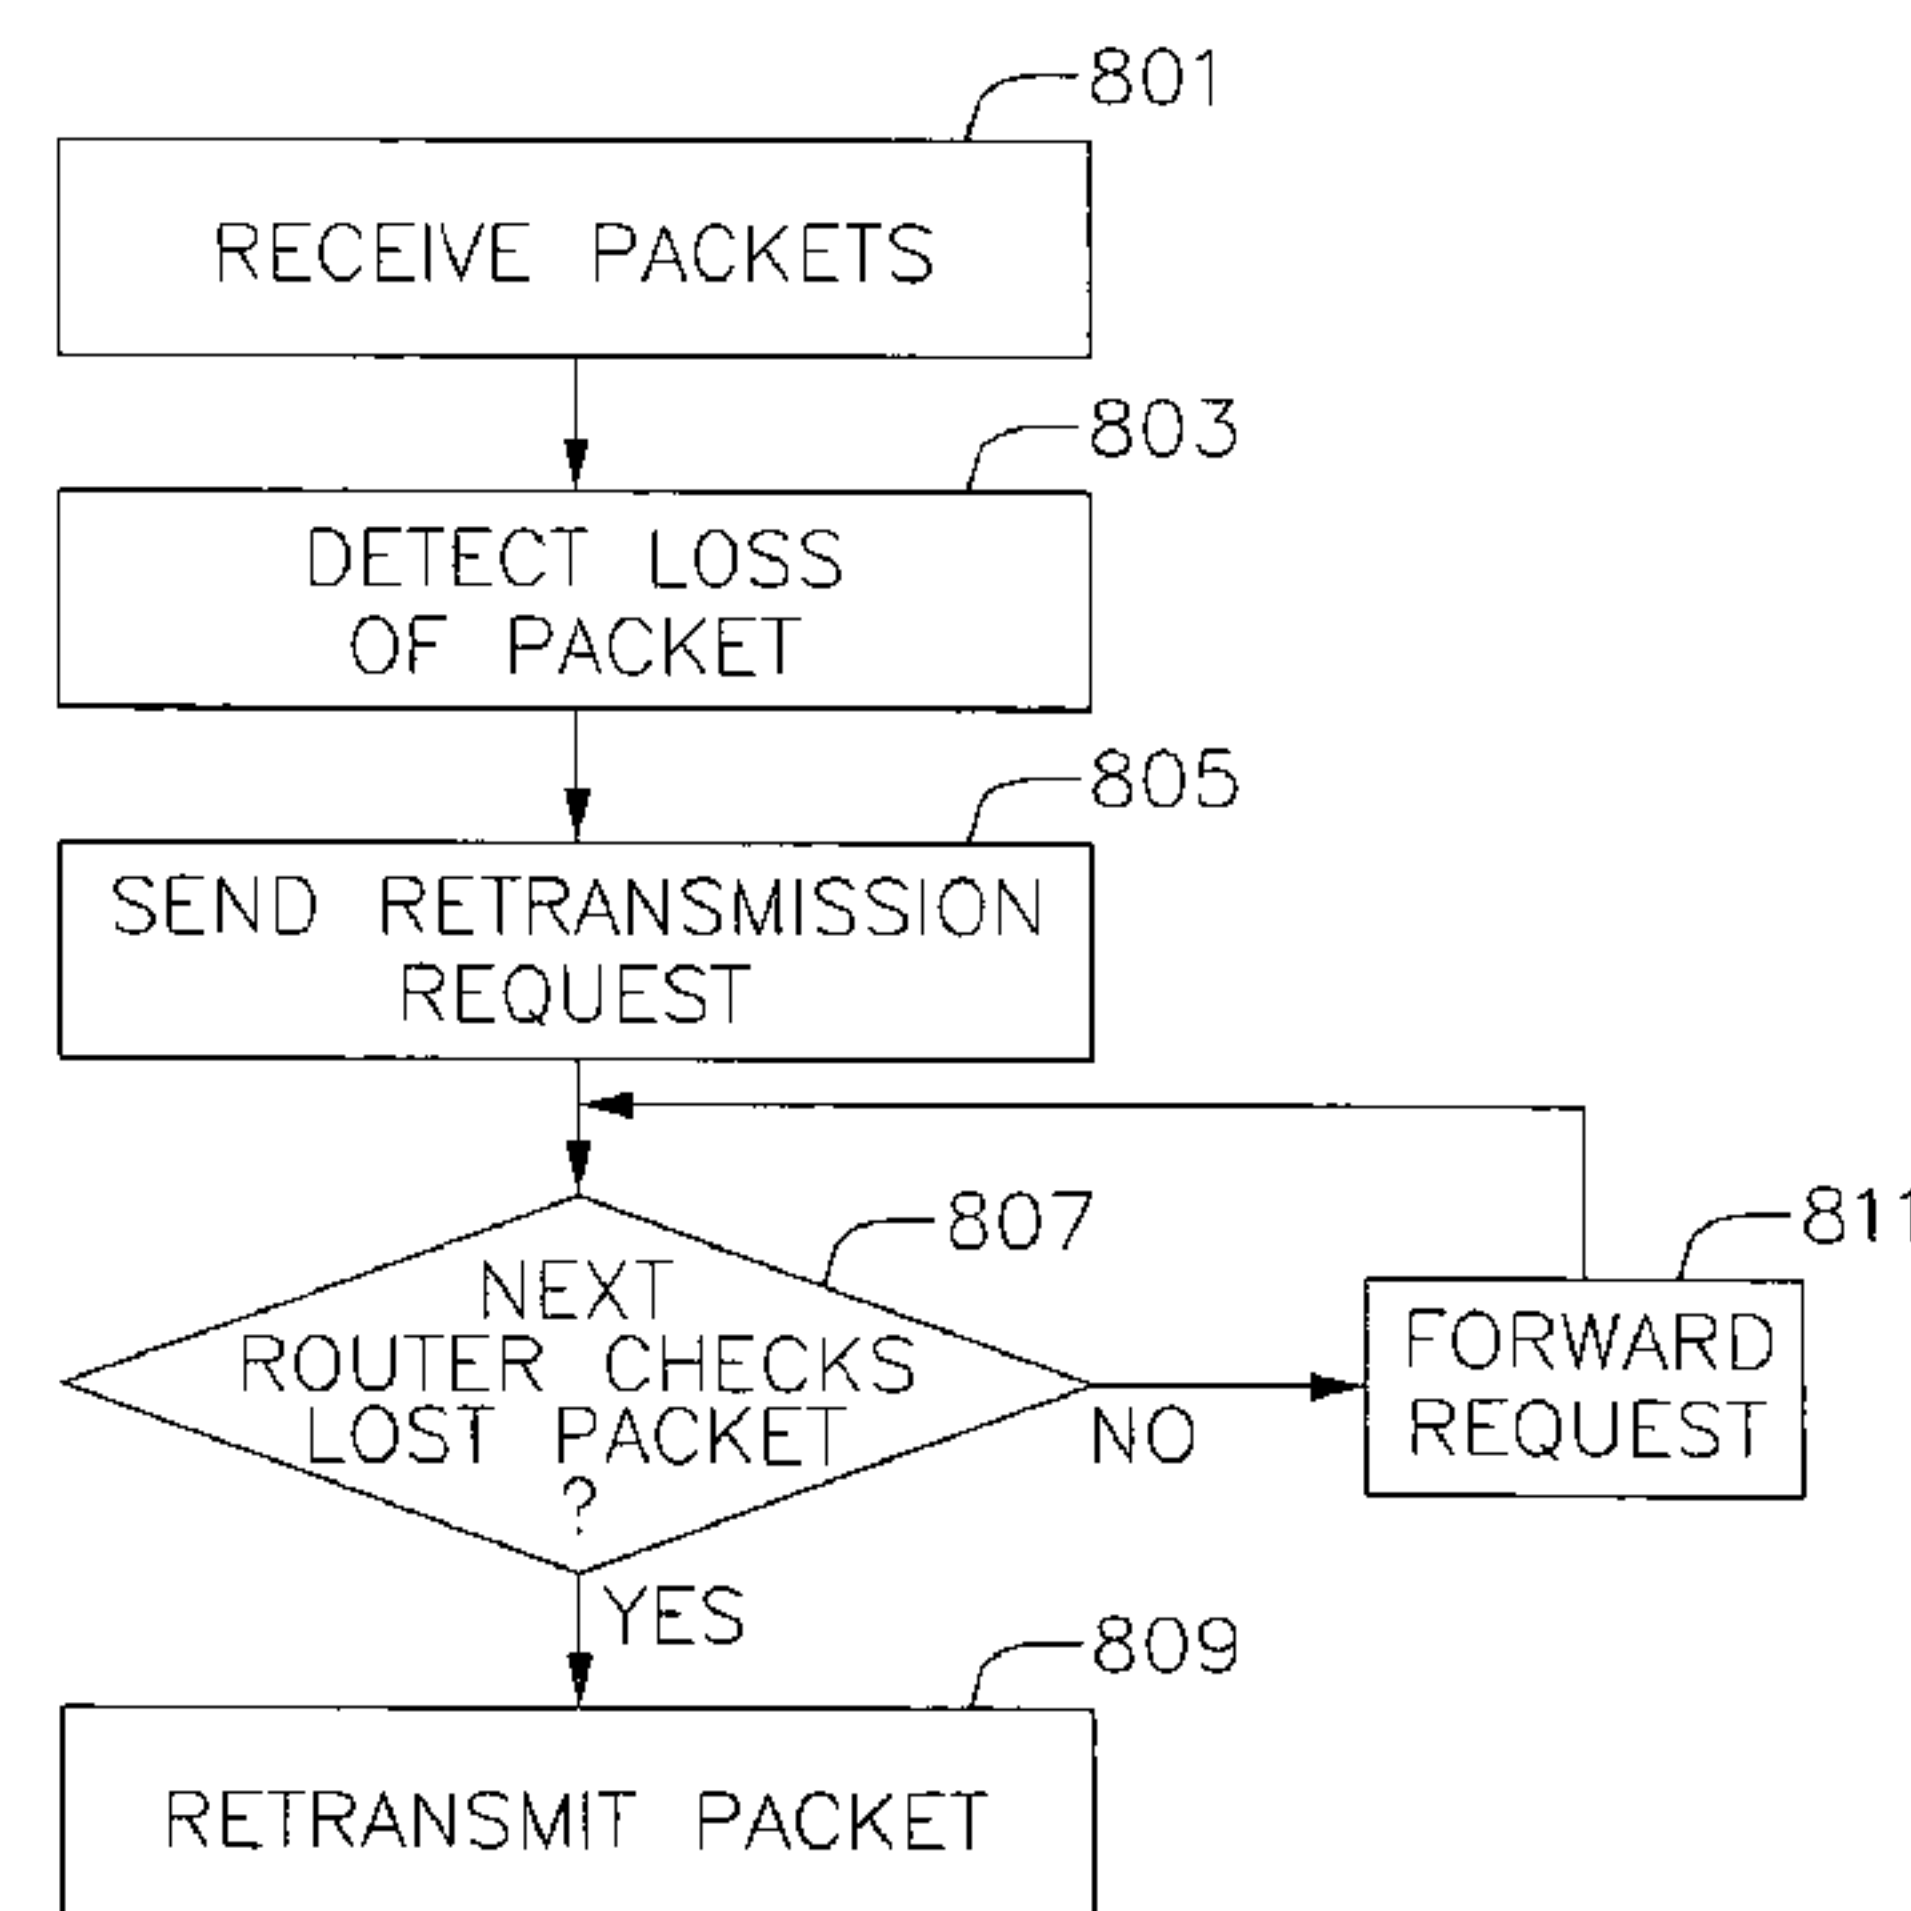 801
RECEIVE PACKETS
803
DETECT LOSS
OF PACKET
805
SEND RETRANSMISSION
REQUEST
807
NEXT
ROUTER CHECKS
LOST PACKET
?
NO
811
FORWARD
REQUEST
YES
809
RETRANSMIT PACKET